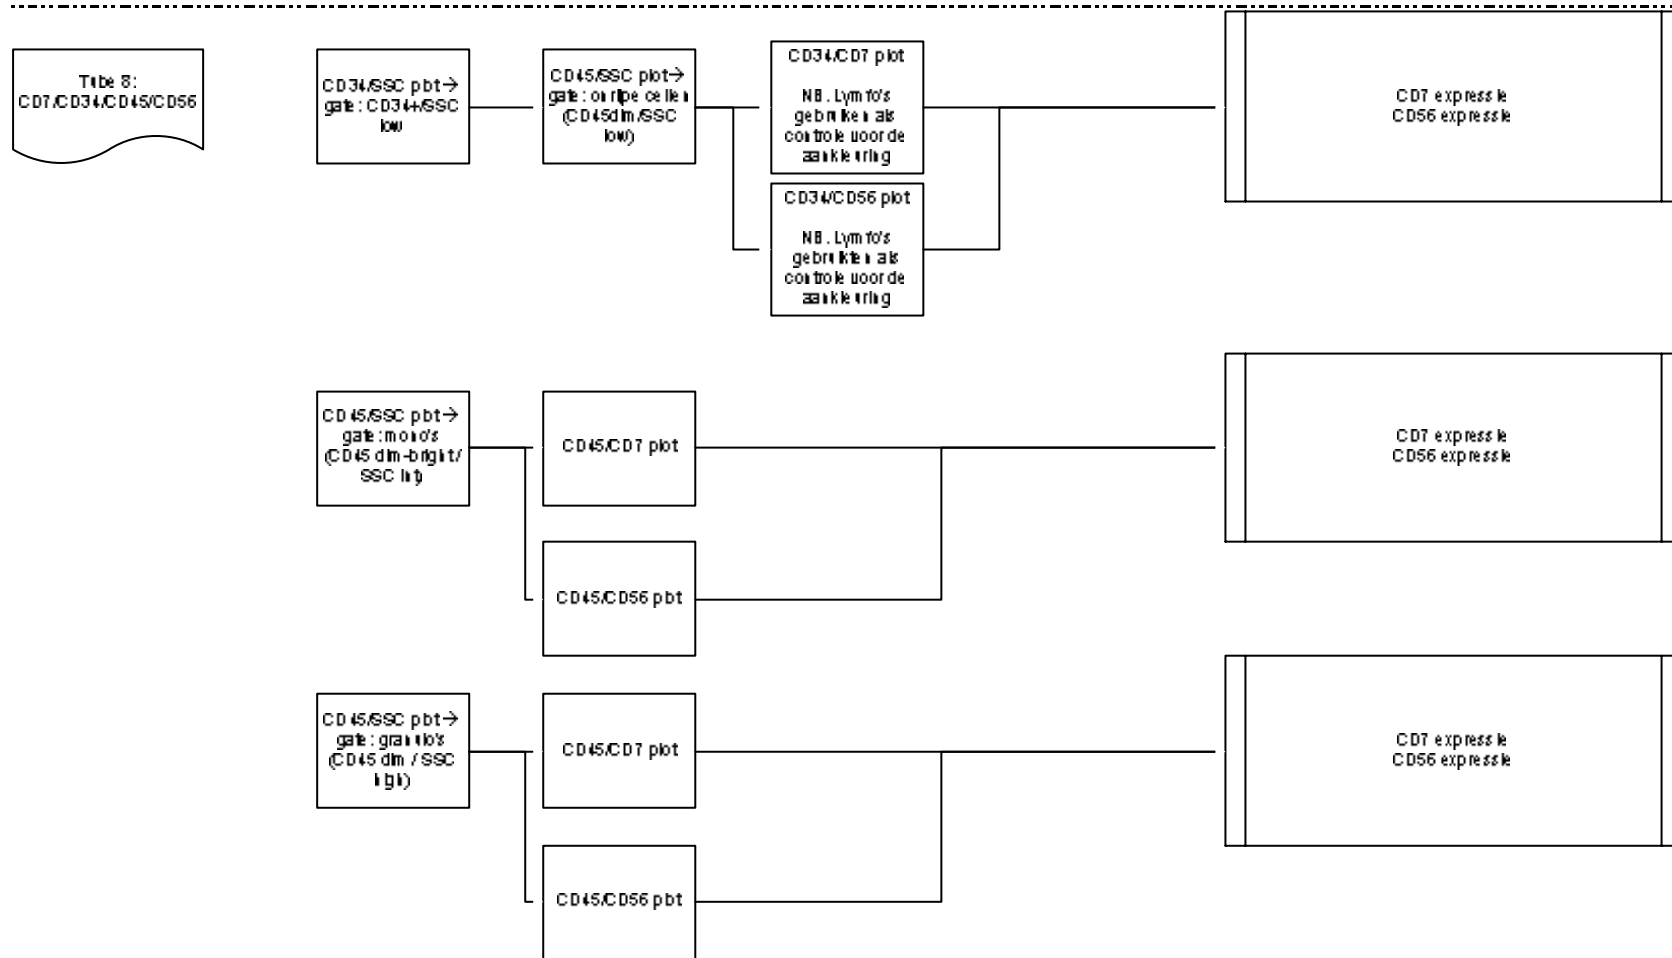 Tube 8:
CD7/CD34/CD45/CD56
CD34/SSC plot→
gate: CD34+/SSC
low
CD45/SSC plot→
gate: onrijpe cellen
(CD45dim/SSC
low)
CD34/CD7 plot
NB. Lymfo's
gebruiken als
controle voor de
aankleuring
CD34/CD56 plot
NB. Lymfo's
gebruikten als
controle voor de
aankleuring
CD7 expressie
CD56 expressie
CD45/SSC plot→
gate: mono's
(CD45 dim-bright/
SSC int)
CD45/CD7 plot
CD45/CD56 plot
CD7 expressie
CD56 expressie
CD45/SSC plot→
gate: granulo's
(CD45 dim / SSC
high)
CD45/CD7 plot
CD45/CD56 plot
CD7 expressie
CD56 expressie